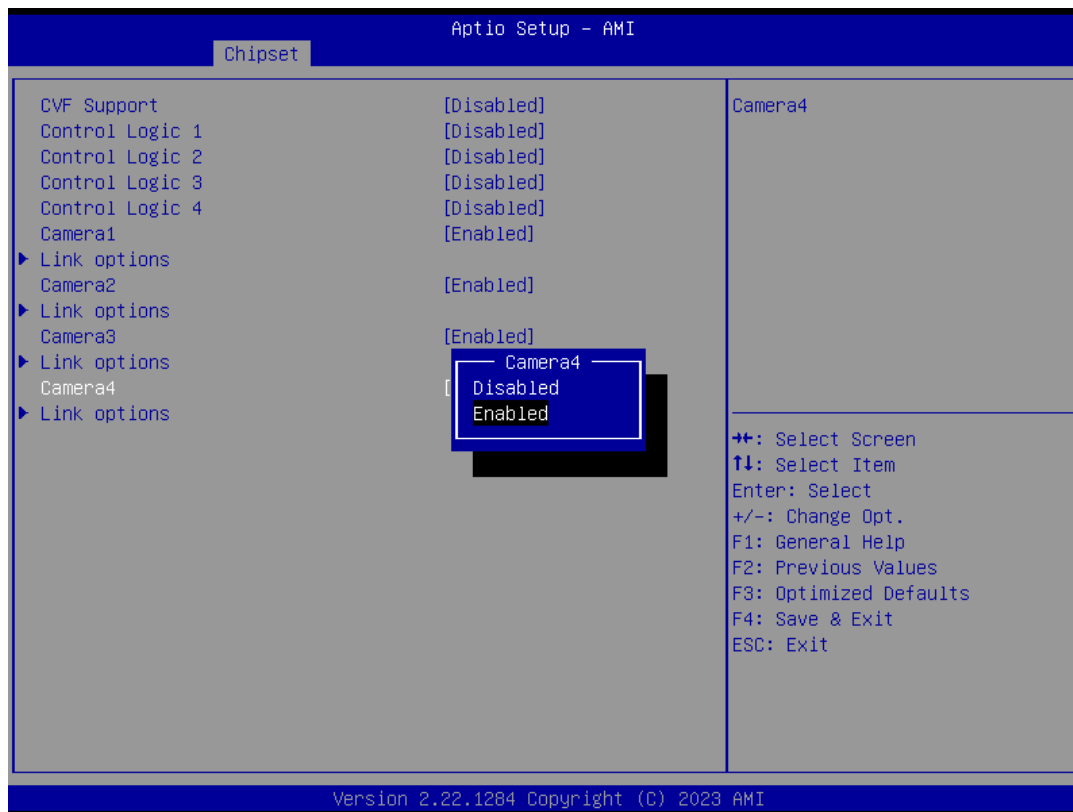 Aptio Setup - AMI
Chipset
CVF Support [Disabled] Camera4
Control Logic 1 [Disabled]
Control Logic 2 [Disabled]
Control Logic 3 [Disabled]
Control Logic 4 [Disabled]
Camera1 [Enabled]
Link options
Camera2 [Enabled]
Link options
Camera3 [Enabled]
Link options
Camera4 [
Link options
Camera4
Disabled
Enabled
→←: Select Screen
↑↓: Select Item
Enter: Select
+/-: Change Opt.
F1: General Help
F2: Previous Values
F3: Optimized Defaults
F4: Save & Exit
ESC: Exit
Version 2.22.1284 Copyright (C) 2023 AMI